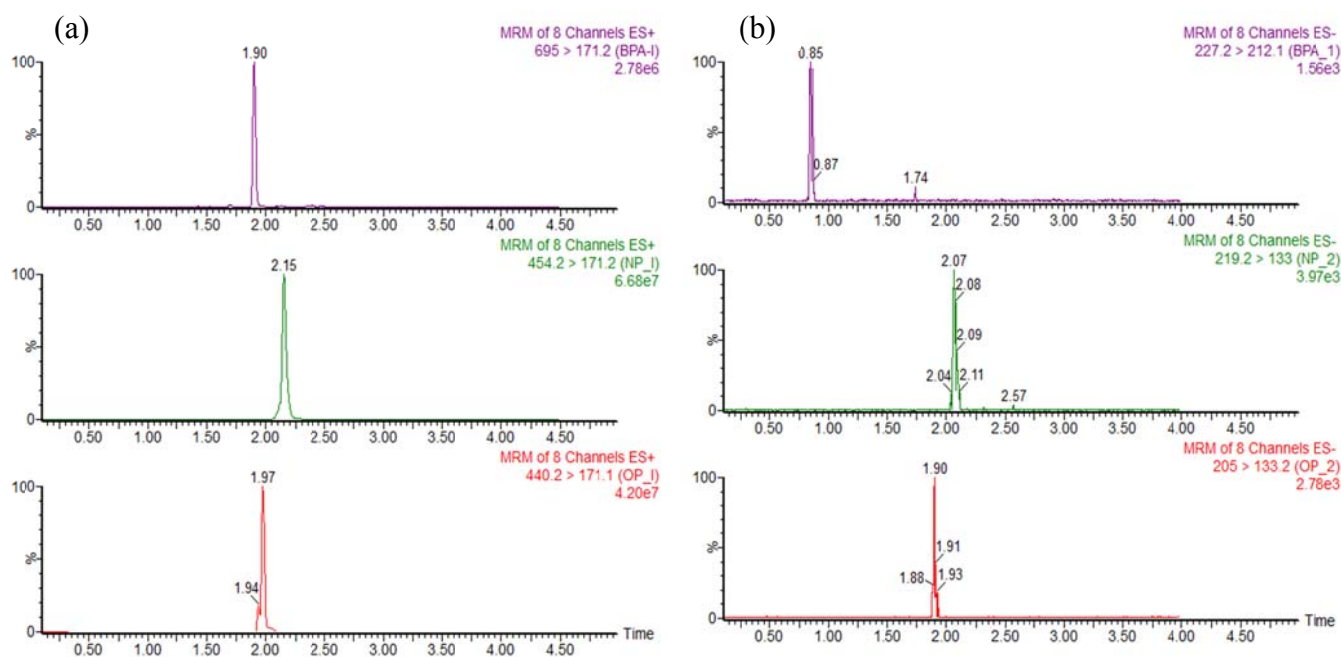 (a)
MRM of 8 Channels ES+
695 > 171.2 (BPA-I)
2.78e6
1.90
100
%
0
0.50 1.00 1.50 2.00 2.50 3.00 3.50 4.00 4.50
MRM of 8 Channels ES+
454.2 > 171.2 (NP_I)
6.68e7
2.15
100
%
0
0.50 1.00 1.50 2.00 2.50 3.00 3.50 4.00 4.50
MRM of 8 Channels ES+
440.2 > 171.1 (OP_I)
4.20e7
1.97
100
%
1.94
0
Time
0.50 1.00 1.50 2.00 2.50 3.00 3.50 4.00 4.50
(b)
MRM of 8 Channels ES-
227.2 > 212.1 (BPA_1)
1.56e3
0.85
100
%
0.87
1.74
0
0.50 1.00 1.50 2.00 2.50 3.00 3.50 4.00 4.50
MRM of 8 Channels ES-
219.2 > 133 (NP_2)
3.97e3
2.07
100
2.08
%
2.09
2.04 2.11
2.57
0
0.50 1.00 1.50 2.00 2.50 3.00 3.50 4.00 4.50
MRM of 8 Channels ES-
205 > 133.2 (OP_2)
2.78e3
1.90
100
%
1.91
1.88 1.93
0
Time
0.50 1.00 1.50 2.00 2.50 3.00 3.50 4.00 4.50